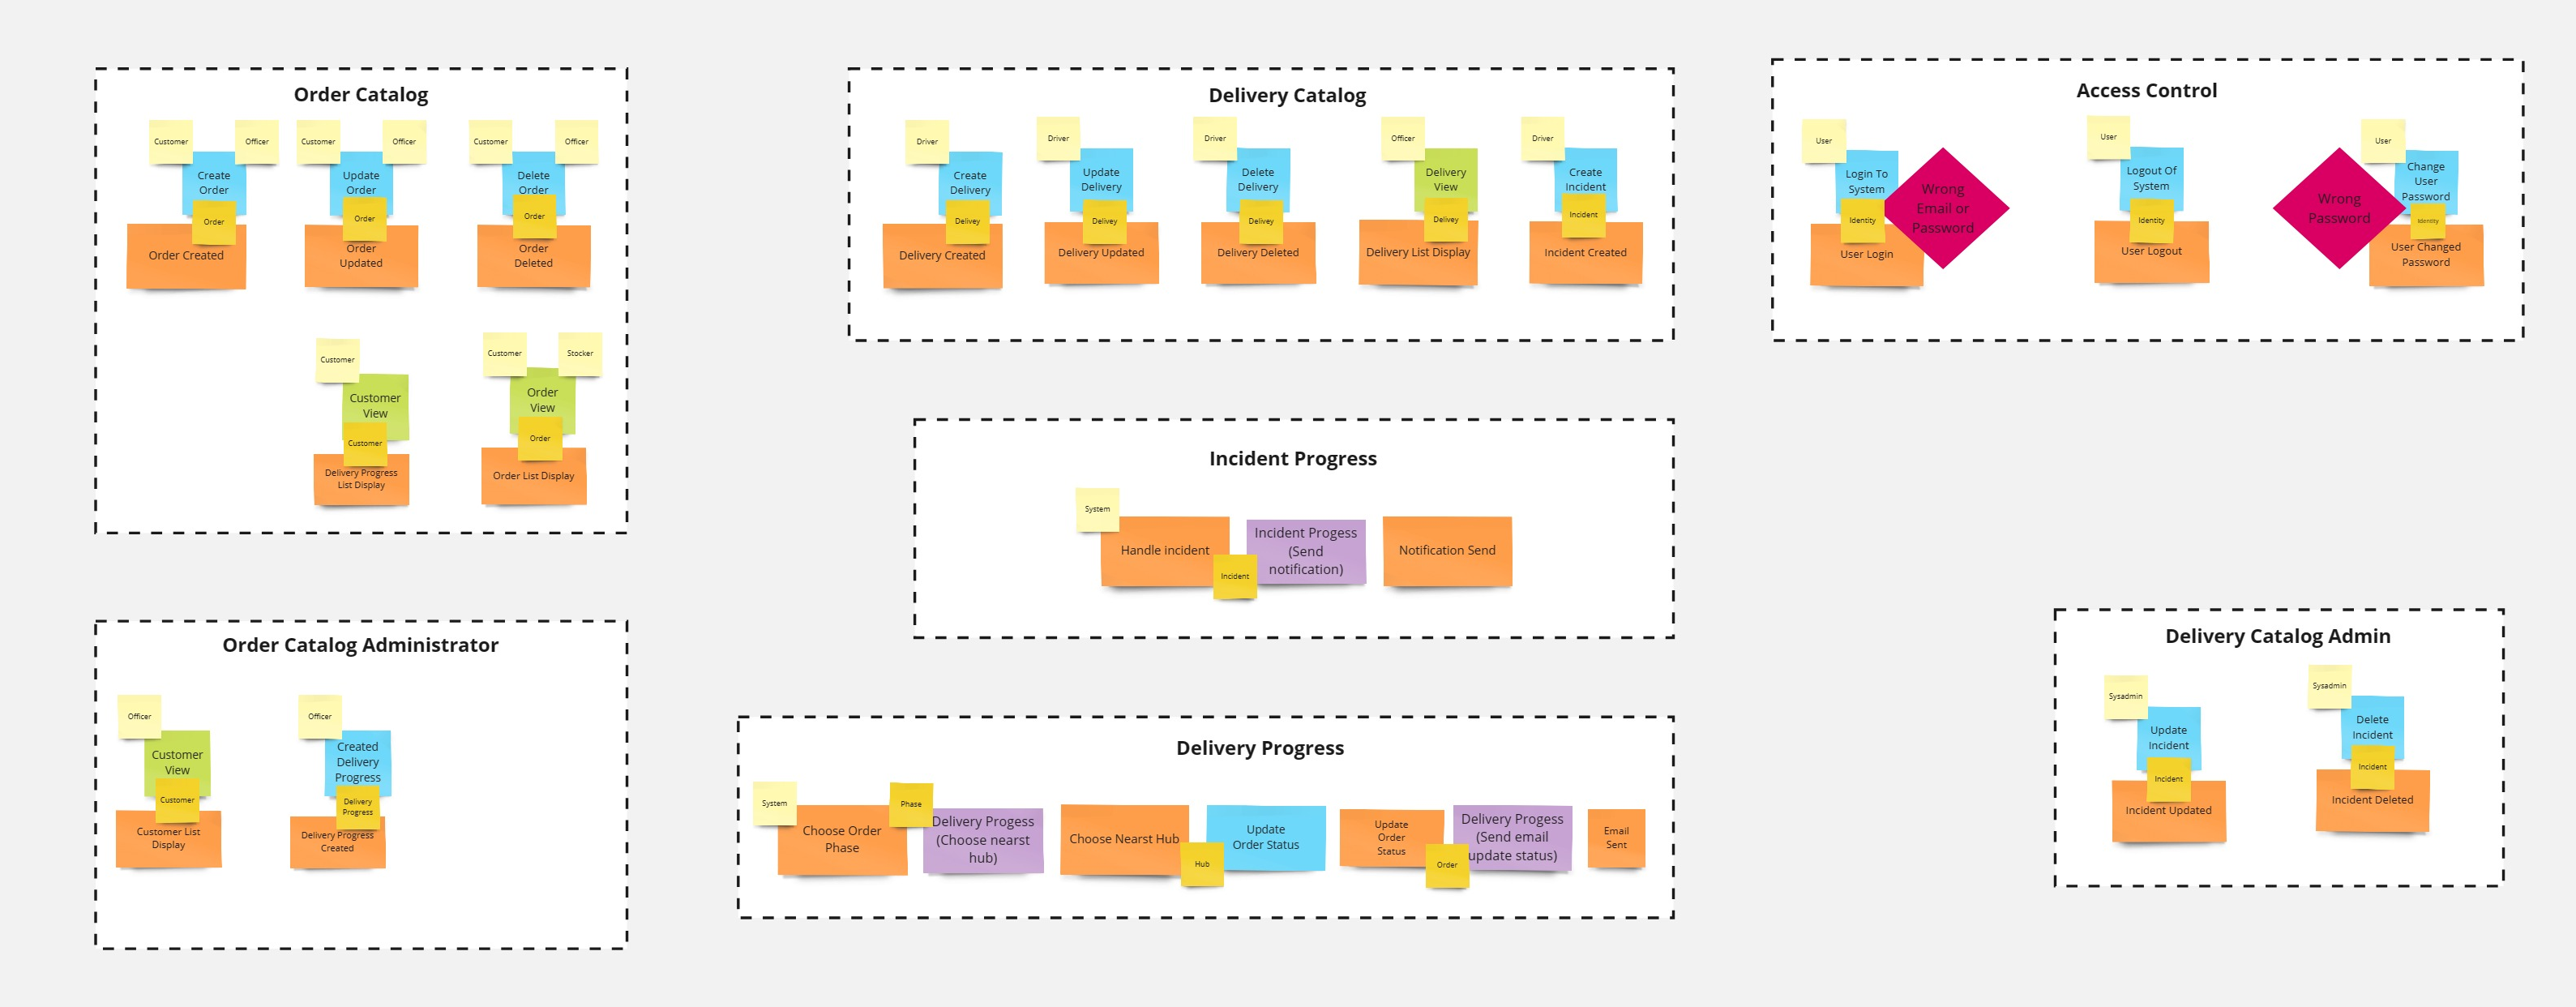 Order Catalog
Customer
Officer
Create
Order
Order
Order Created
Customer
Officer
Update
Order
Order
Order
Updated
Customer
Officer
Delete
Order
Order
Order
Deleted
Customer
Customer
View
Customer
Delivery Progress
List Display
Customer
Stocker
Order
View
Order
Order List Display
Delivery Catalog
Driver
Create
Delivery
Delivey
Delivery Created
Driver
Update
Delivery
Delivey
Delivery Updated
Driver
Delete
Delivery
Delivey
Delivery Deleted
Officer
Delivery
View
Delivey
Delivery List Display
Driver
Create
Incident
Incident
Incident Created
Access Control
User
Login To
System
Identity
User Login
Wrong
Email or
Password
User
Logout Of
System
Identity
User Logout
Wrong
Password
User
Change
User
Password
Identity
User Changed
Password
Incident Progress
System
Handle incident
Incident
Incident Progess
(Send
notification)
Notification Send
Order Catalog Administrator
Officer
Customer
View
Customer
Customer List
Display
Officer
Created
Delivery
Progress
Delivery
Progress
Delivery Progress
Created
Delivery Progress
System
Choose Order
Phase
Phase
Delivery Progess
(Choose nearst
hub)
Choose Nearst Hub
Hub
Update
Order Status
Update
Order
Status
Order
Delivery Progess
(Send email
update status)
Email
Sent
Delivery Catalog Admin
Sysadmin
Update
Incident
Incident
Incident Updated
Sysadmin
Delete
Incident
Incident
Incident Deleted